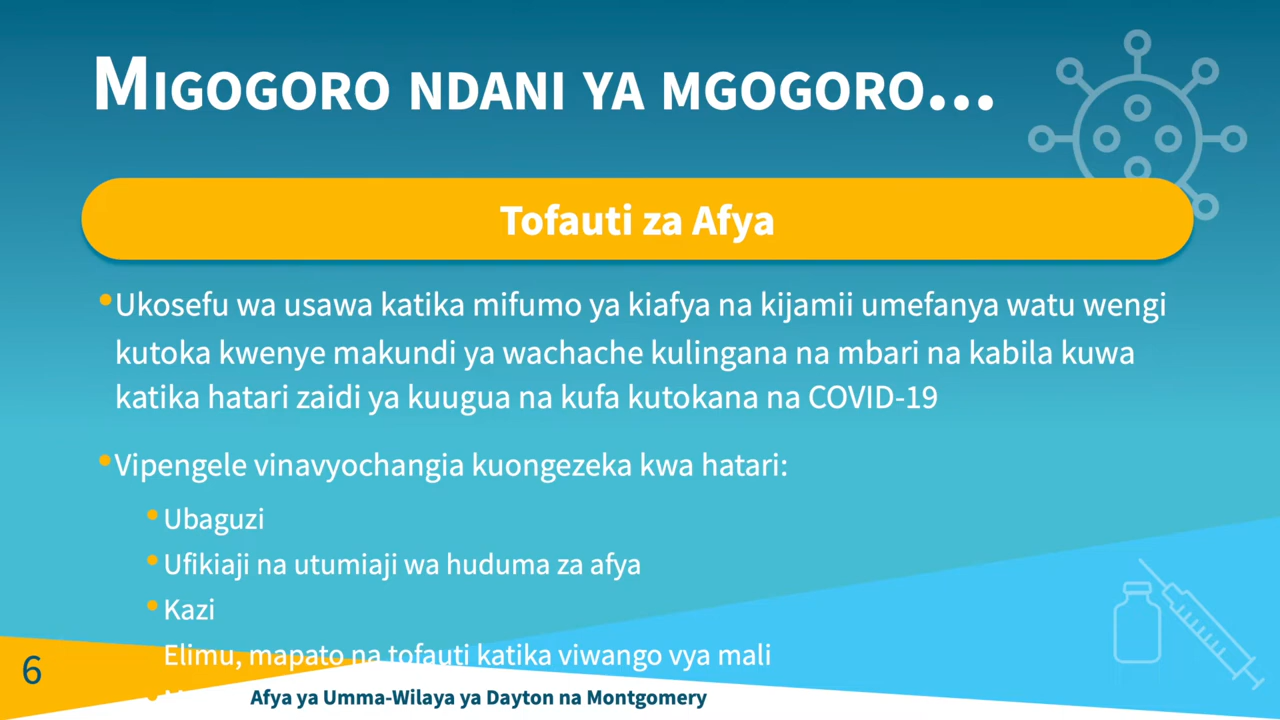 Migogoro ndani ya mgogoro...
Tofauti za Afya
•Ukosefu wa usawa katika mifumo ya kiafya na kijamii umefanya watu wengi
kutoka kwenye makundi ya wachache kulingana na mbari na kabila kuwa
katika hatari zaidi ya kuugua na kufa kutokana na COVID-19
•Vipengele vinavyochangia kuongezeka kwa hatari:
•Ubaguzi
•Ufikiaji na utumiaji wa huduma za afya
•Kazi
Elimu, mapato na tofauti katika viwango vya mali
6
Afya ya Umma-Wilaya ya Dayton na Montgomery